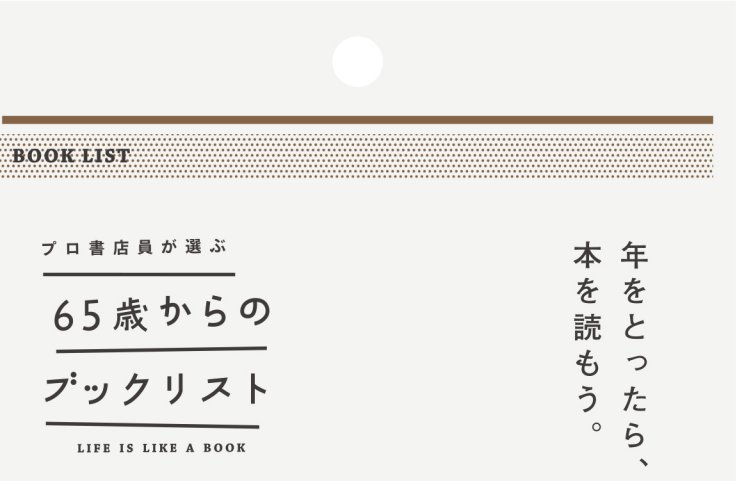 BOOK LIST
プロ書店員が選ぶ
65歳からの
ブックリスト
LIFE IS LIKE A BOOK
年をとったら、
本を読もう。